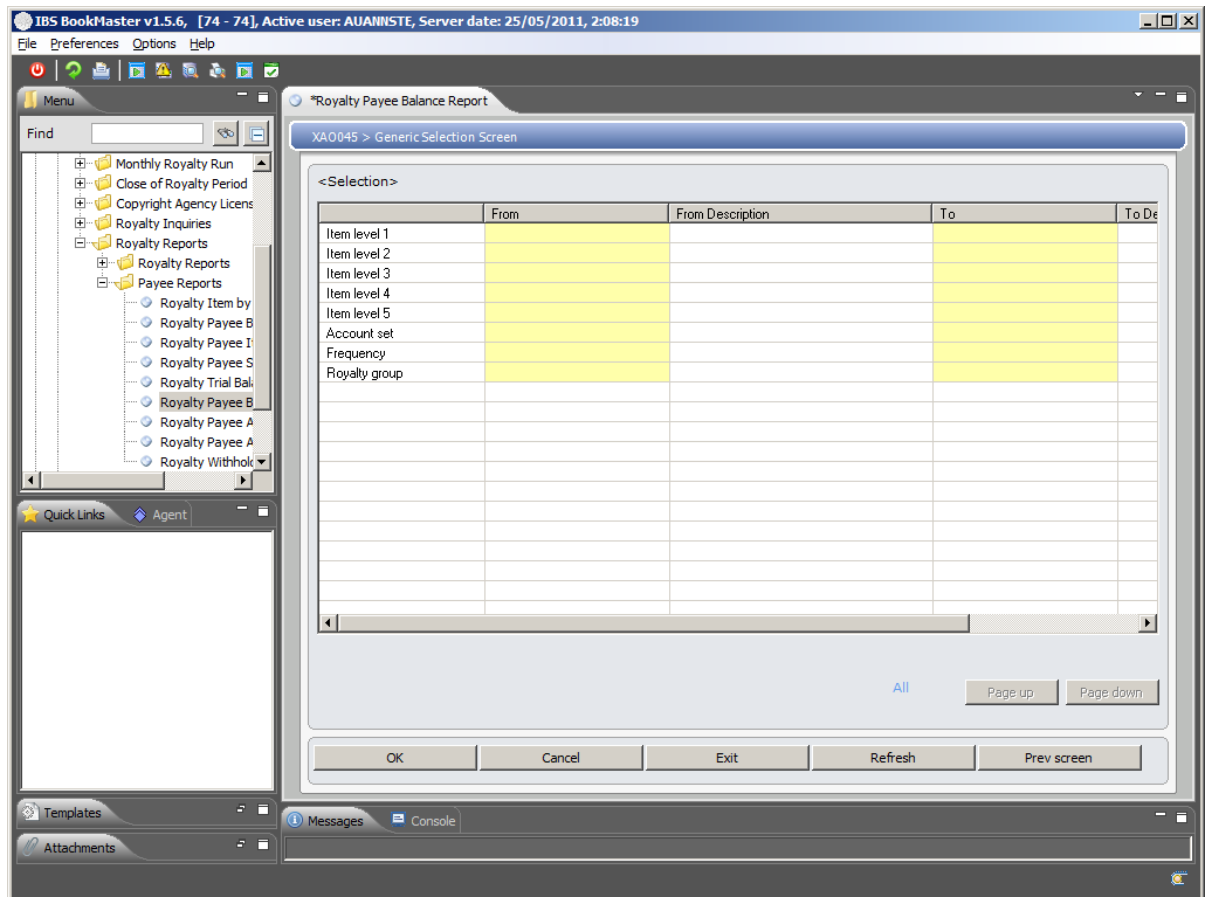 IBS BookMaster v1.5.6, [74 - 74], Active user: AUANNSTE, Server date: 25/05/2011, 2:08:19
File Preferences Options Help
Menu
Find
Monthly Royalty Run
Close of Royalty Period
Copyright Agency Licens
Royalty Inquiries
Royalty Reports
Royalty Reports
Payee Reports
Royalty Item by
Royalty Payee B
Royalty Payee It
Royalty Payee S
Royalty Trial Bal
Royalty Payee B
Royalty Payee A
Royalty Payee A
Royalty Withhold
Quick Links Agent
Templates
Attachments
*Royalty Payee Balance Report
XAO045 > Generic Selection Screen
<Selection>
From From Description To To De
Item level 1
Item level 2
Item level 3
Item level 4
Item level 5
Account set
Frequency
Royalty group
All Page up Page down
OK Cancel Exit Refresh Prev screen
Messages Console